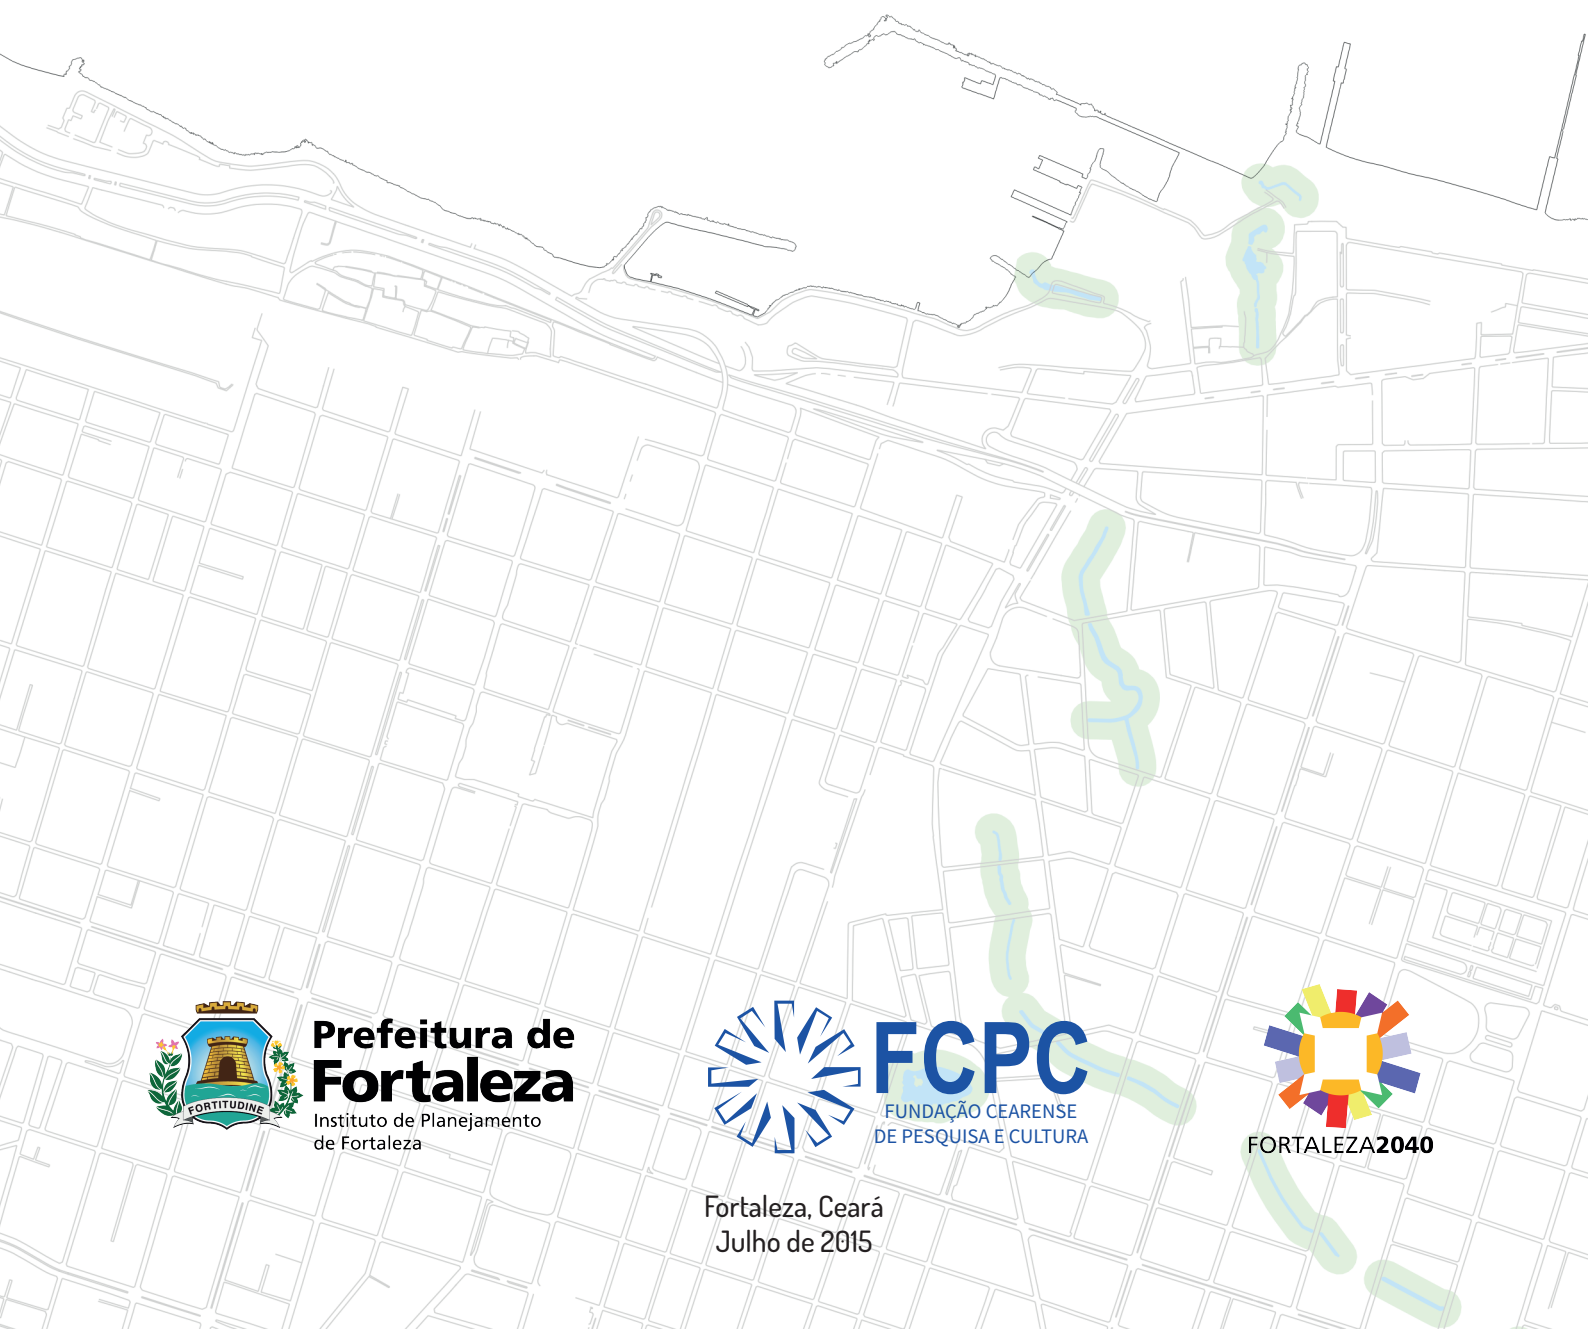 FORTITUDINE
Prefeitura de
Fortaleza
Instituto de Planejamento
de Fortaleza
FCPC
FUNDAÇÃO CEARENSE
DE PESQUISA E CULTURA
FORTALEZA2040
Fortaleza, Ceará
Julho de 2015